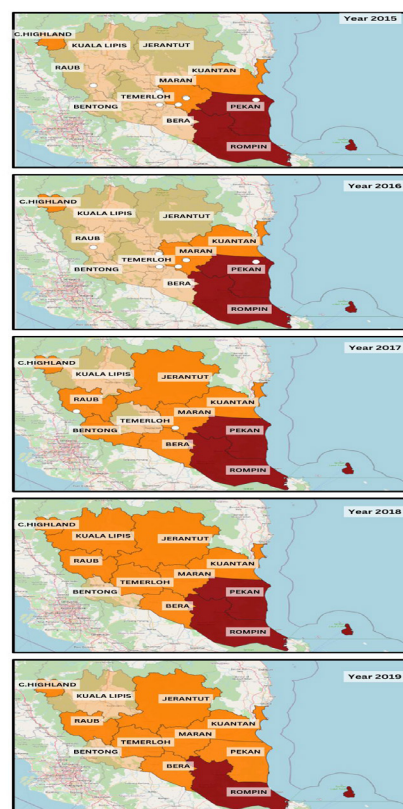 Year 2015
C.HIGHLAND
KUALA LIPIS
JERANTUT
RAUB
KUANTAN
MARAN
TEMERLOH
BENTONG
PEKAN
BERA
ROMPIN
Year 2016
C.HIGHLAND
KUALA LIPIS
JERANTUT
RAUB
KUANTAN
MARAN
TEMERLOH
BENTONG
PEKAN
BERA
ROMPIN
Year 2017
C.HIGHLAND
KUALA LIPIS
JERANTUT
RAUB
KUANTAN
MARAN
TEMERLOH
BENTONG
PEKAN
BERA
ROMPIN
Year 2018
C.HIGHLAND
KUALA LIPIS
JERANTUT
RAUB
KUANTAN
MARAN
TEMERLOH
BENTONG
PEKAN
BERA
ROMPIN
Year 2019
C.HIGHLAND
KUALA LIPIS
JERANTUT
RAUB
KUANTAN
MARAN
TEMERLOH
BENTONG
PEKAN
BERA
ROMPIN